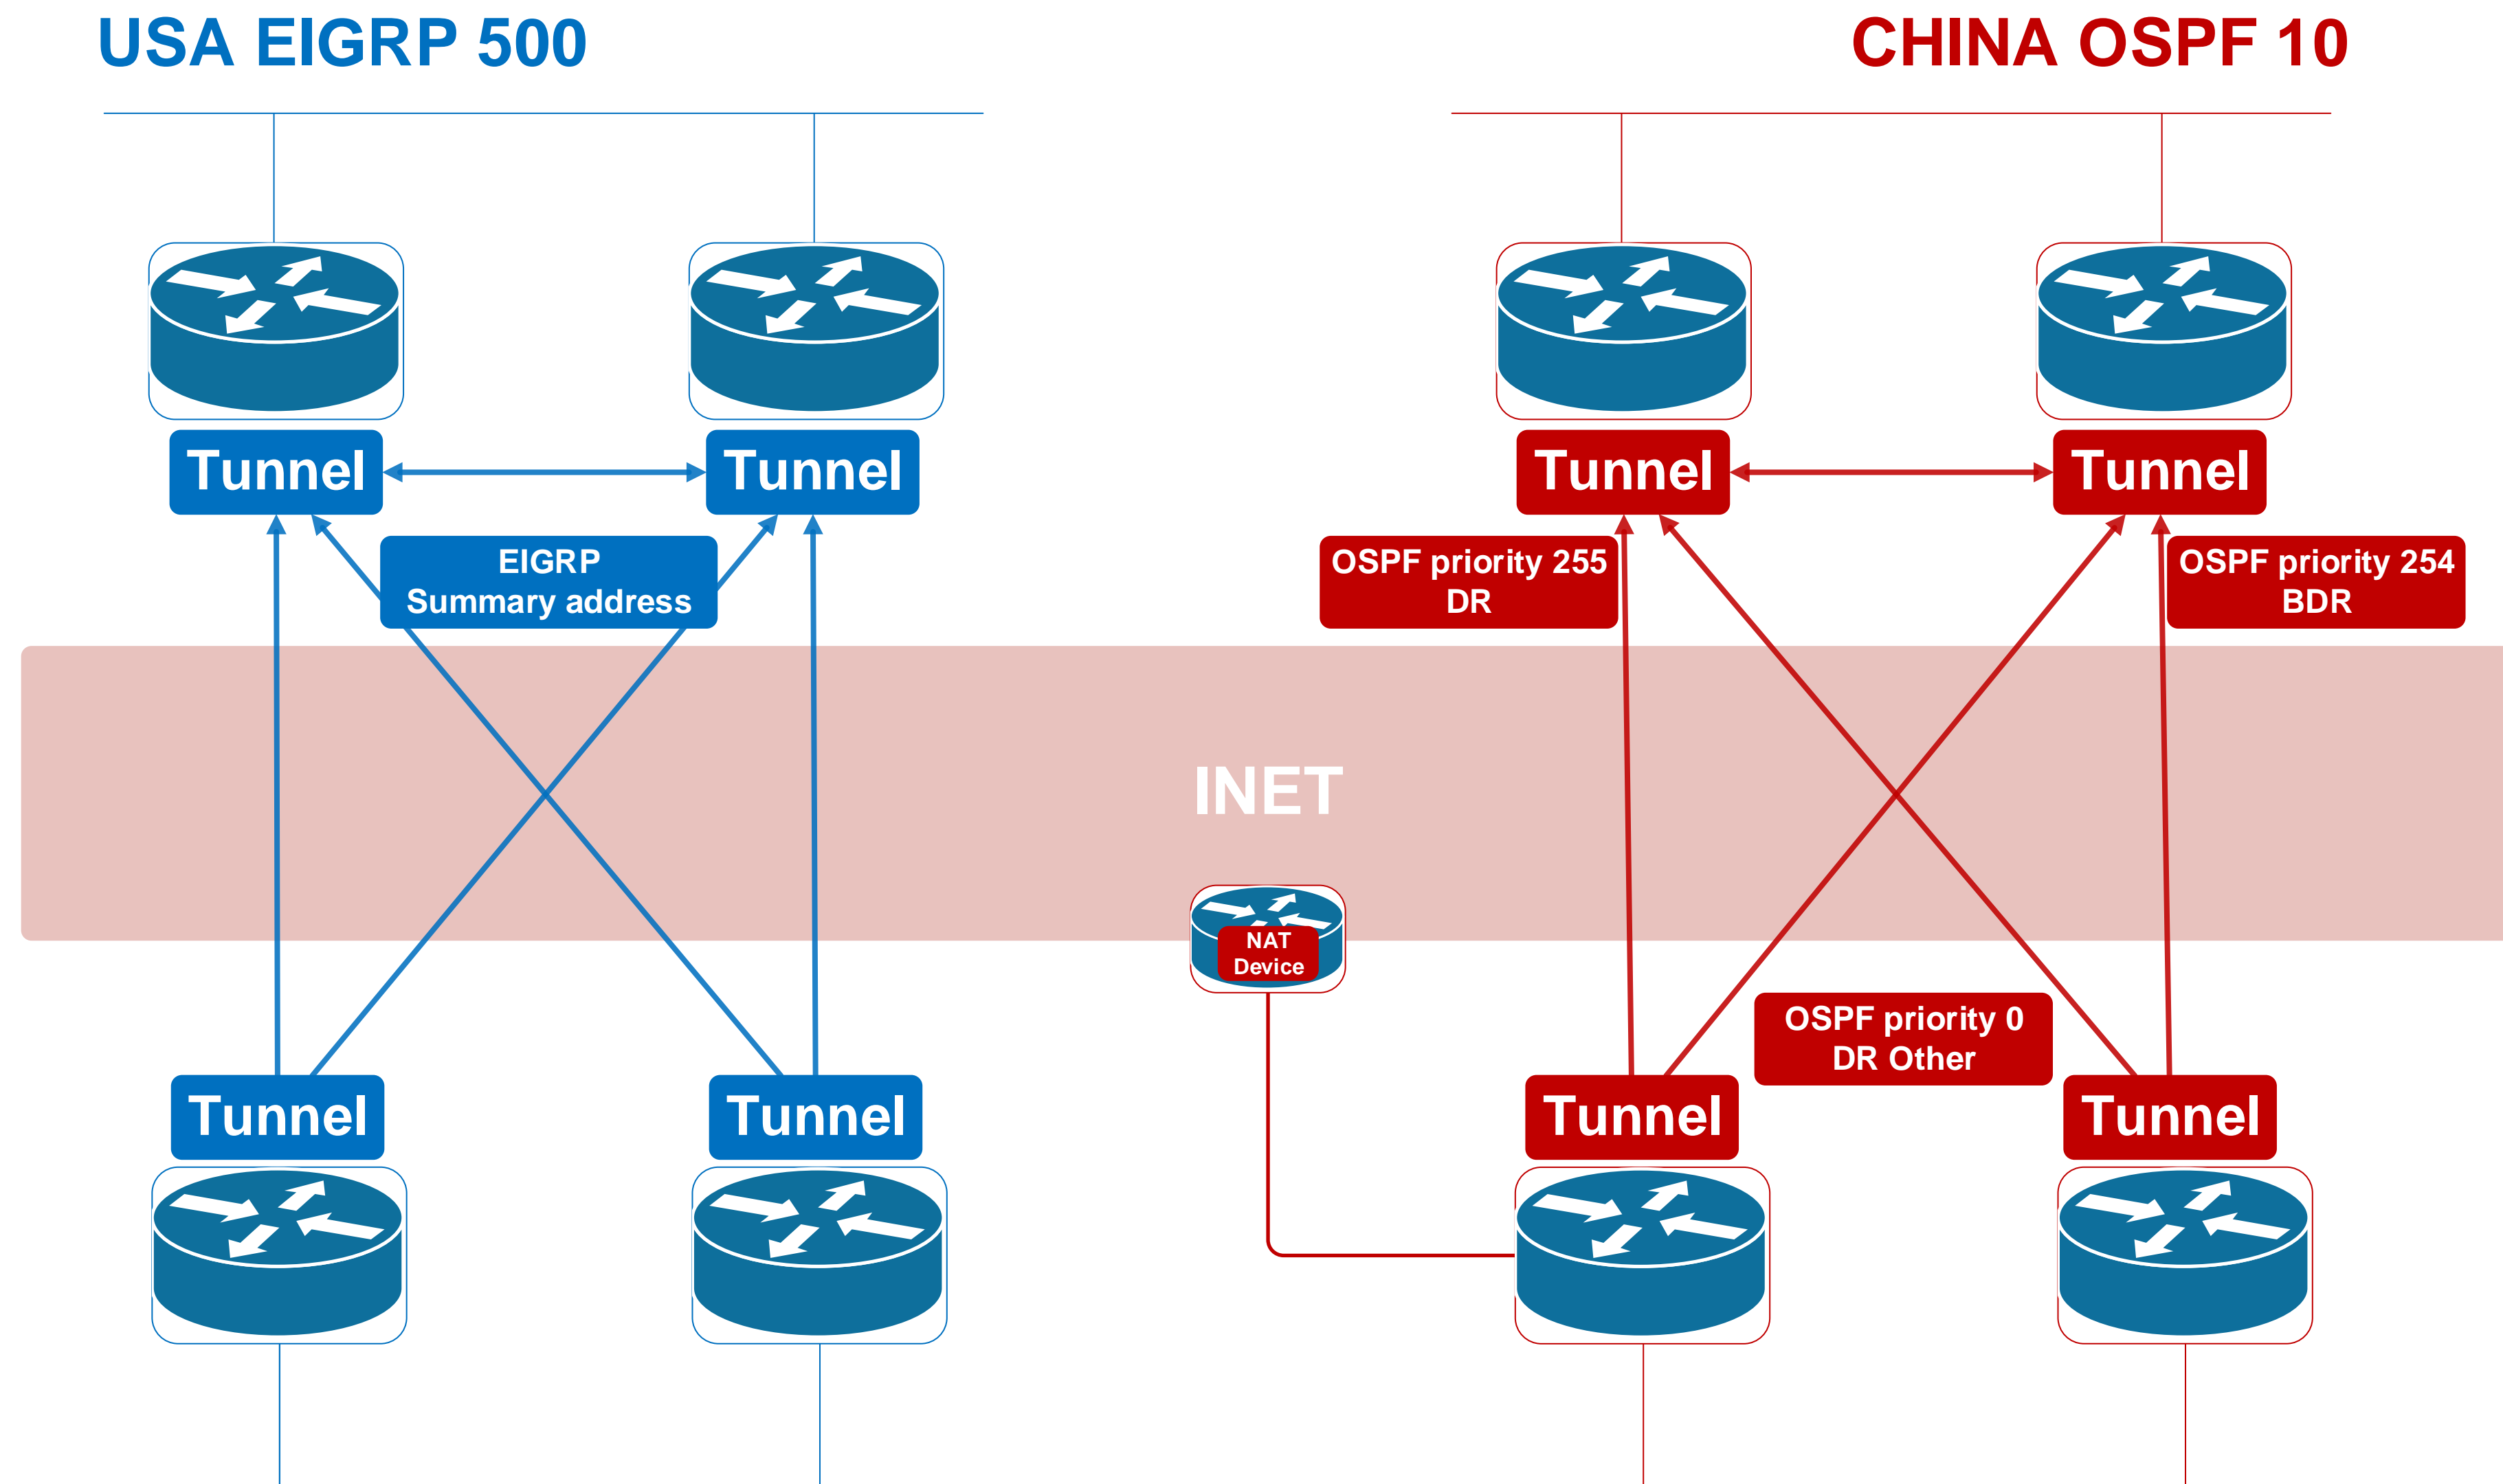 USA EIGRP 500
CHINA OSPF 10
Tunnel
Tunnel
Tunnel
Tunnel
EIGRP
Summary address
OSPF priority 255
DR
OSPF priority 254
BDR
INET
NAT
Device
OSPF priority 0
DR Other
Tunnel
Tunnel
Tunnel
Tunnel